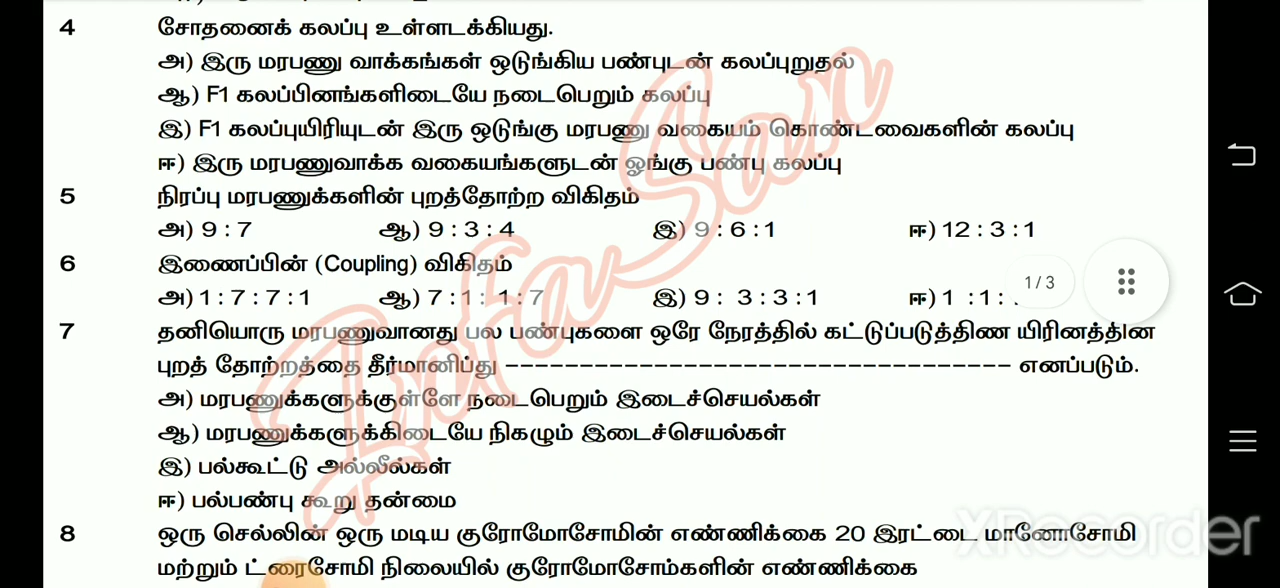 4 சோதனைக் கலப்பு உள்ளடக்கியது.
அ) இரு மரபணு வாக்கங்கள் ஒடுங்கிய பண்புடன் கலப்புறுதல்
ஆ) F1 கலப்பினங்களிடையே நடைபெறும் கலப்பு
இ) F1 கலப்புயிரியுடன் இரு ஒடுங்கு மரபணு வகையம் கொண்டவைகளின் கலப்பு
ஈ) இரு மரபணுவாக்க வகையங்களுடன் ஓங்கு பண்பு கலப்பு
5 நிரப்பு மரபணுக்களின் புறத்தோற்ற விகிதம்
அ) 9 : 7 ஆ) 9 : 3 : 4 இ) 9 : 6 : 1 ஈ) 12 : 3 : 1
6 இணைப்பின் (Coupling) விகிதம்
அ) 1 : 7 : 7 : 1 ஆ) 7 : 1 : 1 : 7 இ) 9 : 3 : 3 : 1 ஈ) 1 : 1 :
1 / 3
7 தனியொரு மரபணுவானது பல பண்புகளை ஒரே நேரத்தில் கட்டுப்படுத்திண யிரினத்தின
புறத் தோற்றத்தை தீர்மானிப்து --------------------------------- எனப்படும்.
அ) மரபணுக்களுக்குள்ளே நடைபெறும் இடைச்செயல்கள்
ஆ) மரபணுக்களுக்கிடையே நிகழும் இடைச்செயல்கள்
இ) பல்கூட்டு அல்லீல்கள்
ஈ) பல்பண்பு கூறு தன்மை
8 ஒரு செல்லின் ஒரு மடிய குரோமோசோமின் எண்ணிக்கை 20 இரட்டை மானோசோமி
மற்றும் ட்ரைசோமி நிலையில் குரோமோசோம்களின் எண்ணிக்கை
Infa San
XRecorder